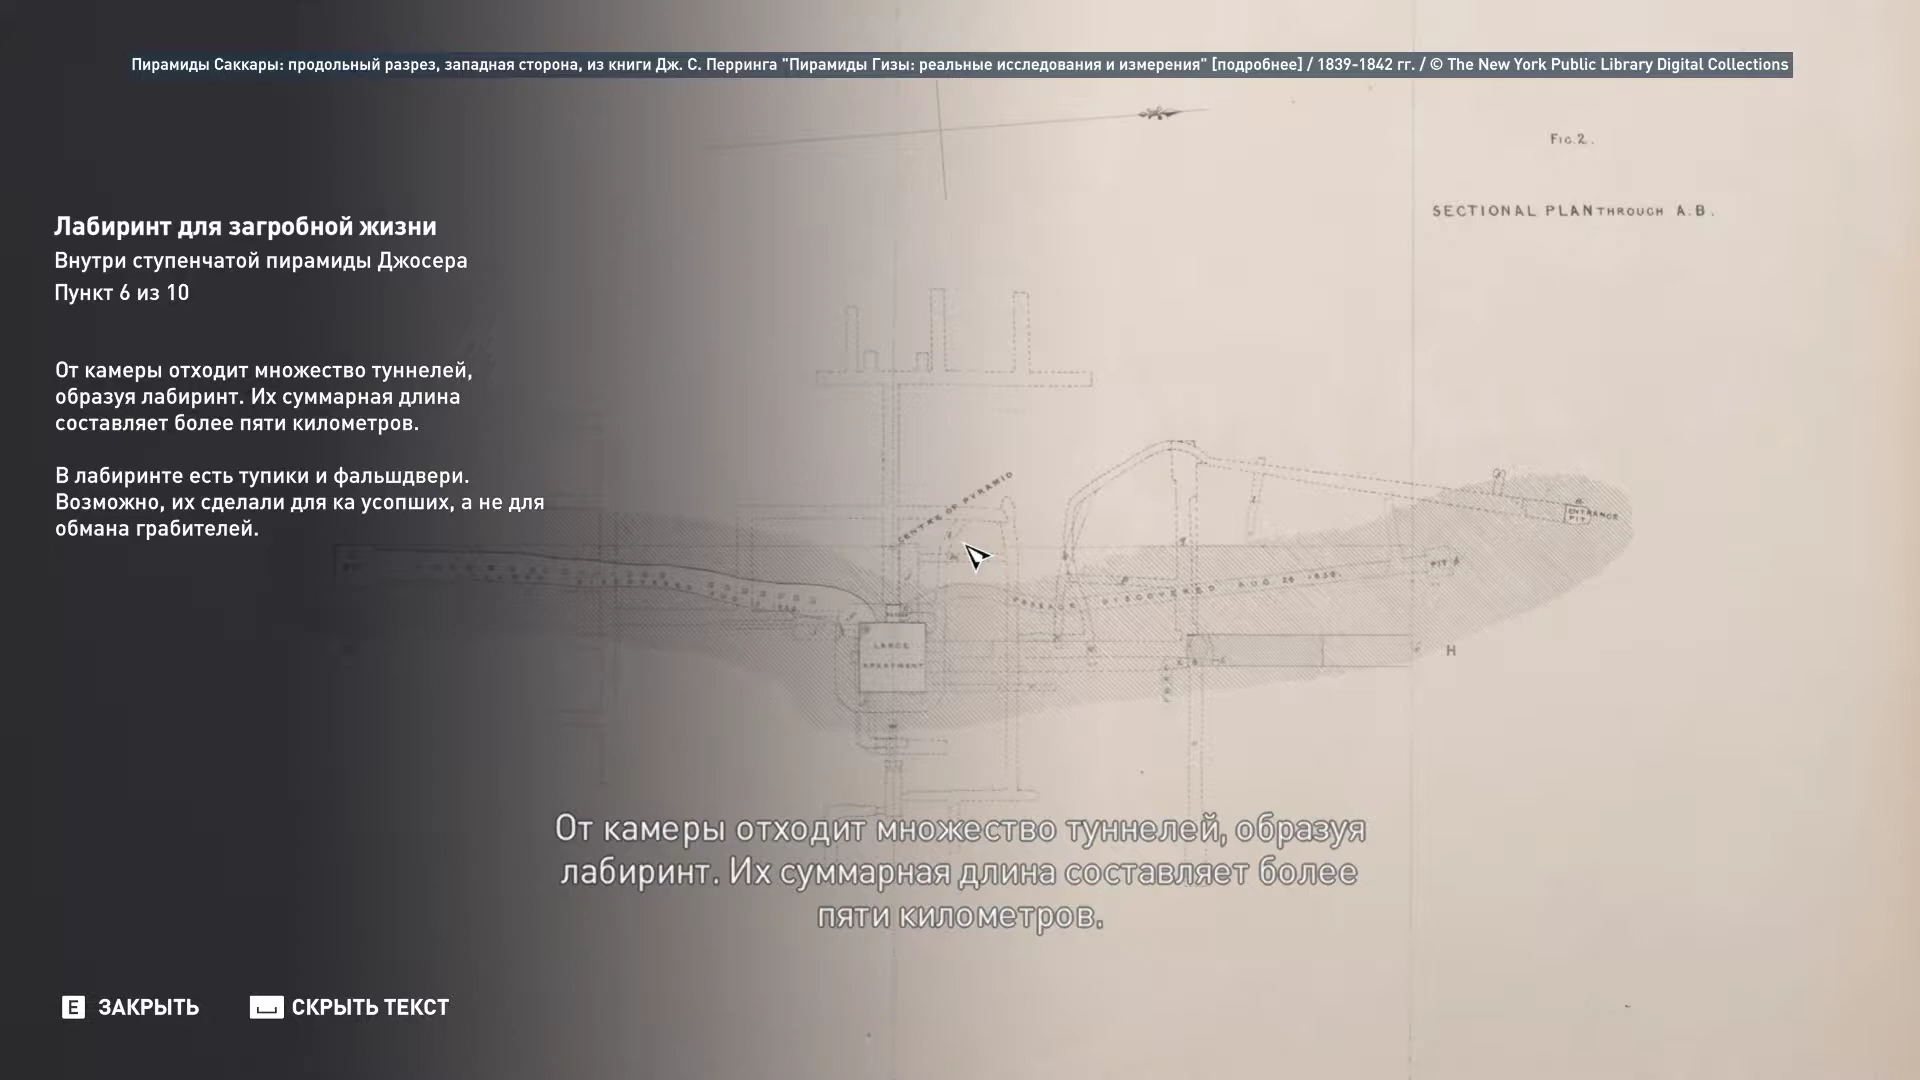 Пирамиды Саккары: продольный разрез, западная сторона, из книги Дж. С. Перринга "Пирамиды Гизы: реальные исследования и измерения" [подробнее] / 1839-1842 гг. / © The New York Public Library Digital Collections
FIG. 2.
SECTIONAL PLAN THROUGH A.B.
Лабиринт для загробной жизни
Внутри ступенчатой пирамиды Джосера
Пункт 6 из 10
От камеры отходит множество туннелей,
образуя лабиринт. Их суммарная длина
составляет более пяти километров.
В лабиринте есть тупики и фальшдвери.
Возможно, их сделали для ка усопших, а не для
обмана грабителей.
CENTRE OF PYRAMID
ENTRANCE
PIT
PASSAGE DISCOVERED AUG 26 1839.
LARGE
APARTMENT
H
От камеры отходит множество туннелей, образуя
лабиринт. Их суммарная длина составляет более
пяти километров.
E ЗАКРЫТЬ
СКРЫТЬ ТЕКСТ